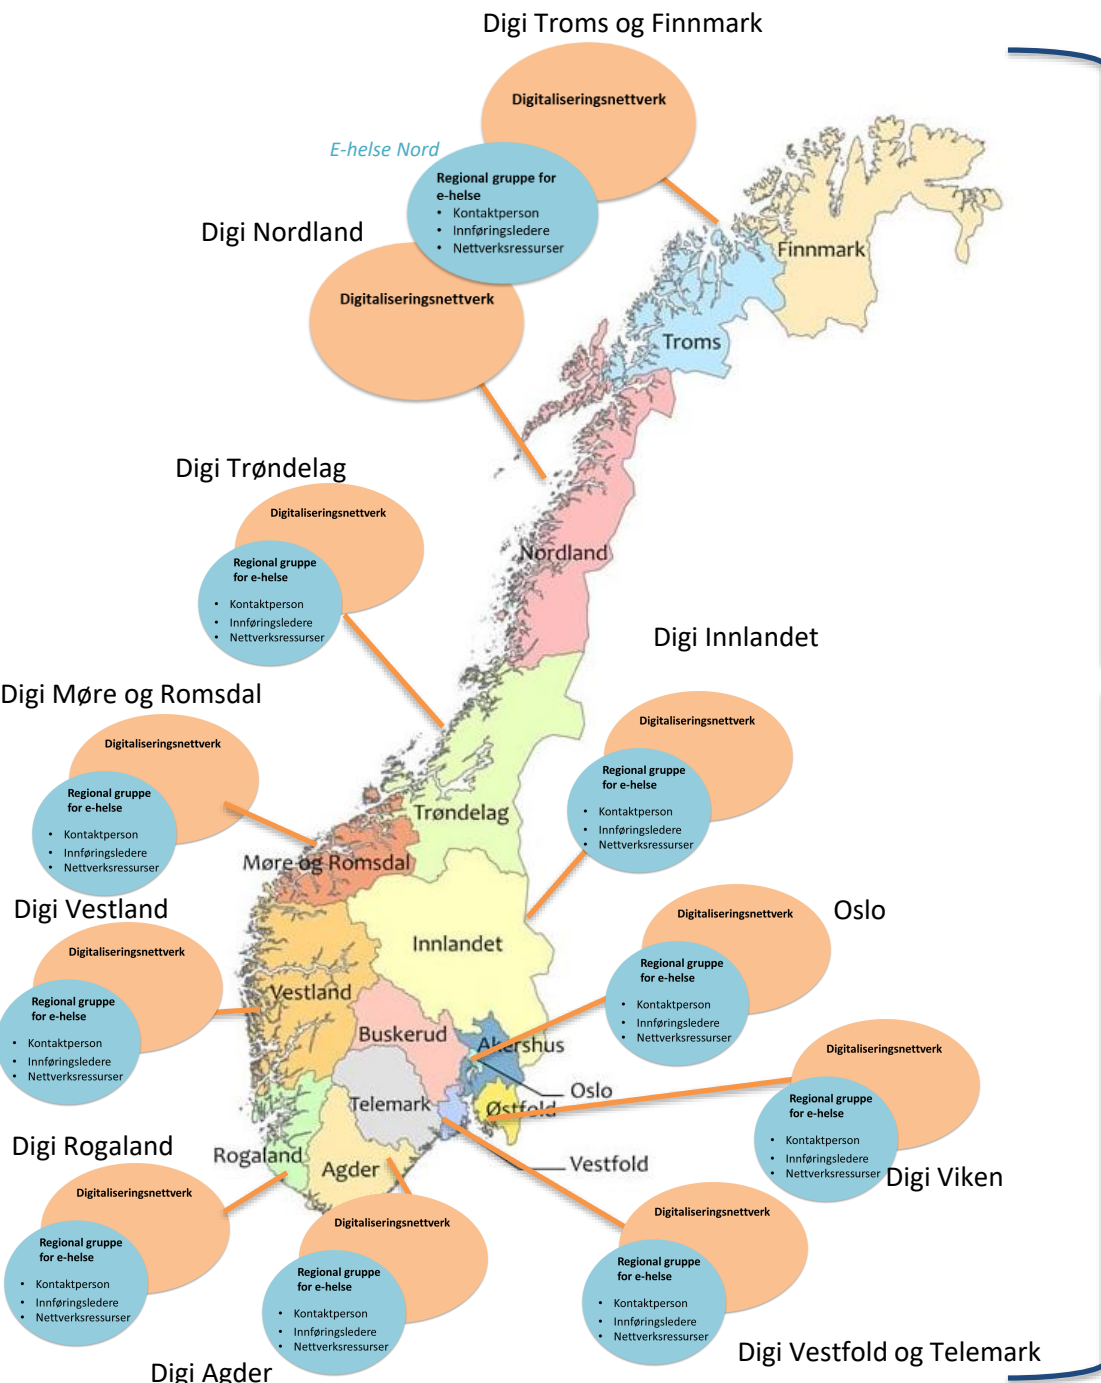 Digi Troms og Finnmark
Digitaliseringsnettverk
E-helse Nord
Regional gruppe for
e-helse
• Kontaktperson
• Innføringsledere
• Nettverksressurser
Digi Nordland
Digitaliseringsnettverk
Finnmark
Troms
Nordland
Digi Trøndelag
Digitaliseringsnettverk
Regional gruppe
for e-helse
• Kontaktperson
• Innføringsledere
• Nettverksressurser
Digi Innlandet
Digitaliseringsnettverk
Regional gruppe
for e-helse
• Kontaktperson
• Innføringsledere
• Nettverksressurser
Digi Møre og Romsdal
Digitaliseringsnettverk
Regional gruppe
for e-helse
• Kontaktperson
• Innføringsledere
• Nettverksressurser
Trøndelag
Møre og Romsdal
Innlandet
Vestland
Buskerud
Akershus
Oslo
Telemark
Østfold
Vestfold
Rogaland
Agder
Digi Vestland
Digitaliseringsnettverk
Regional gruppe
for e-helse
• Kontaktperson
• Innføringsledere
• Nettverksressurser
Oslo
Digitaliseringsnettverk
Regional gruppe
for e-helse
• Kontaktperson
• Innføringsledere
• Nettverksressurser
Digitaliseringsnettverk
Regional gruppe
for e-helse
• Kontaktperson
• Innføringsledere
• Nettverksressurser
Digi Viken
Digi Rogaland
Digitaliseringsnettverk
Regional gruppe
for e-helse
• Kontaktperson
• Innføringsledere
• Nettverksressurser
Digitaliseringsnettverk
Regional gruppe
for e-helse
• Kontaktperson
• Innføringsledere
• Nettverksressurser
Digi Agder
Digitaliseringsnettverk
Regional gruppe
for e-helse
• Kontaktperson
• Innføringsledere
• Nettverksressurser
Digi Vestfold og Telemark